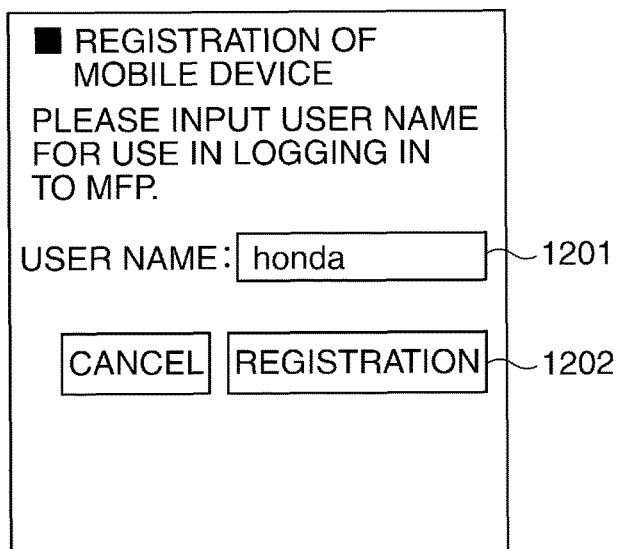 ■ REGISTRATION OF
MOBILE DEVICE
PLEASE INPUT USER NAME
FOR USE IN LOGGING IN
TO MFP.
USER NAME: honda 1201
CANCEL REGISTRATION 1202